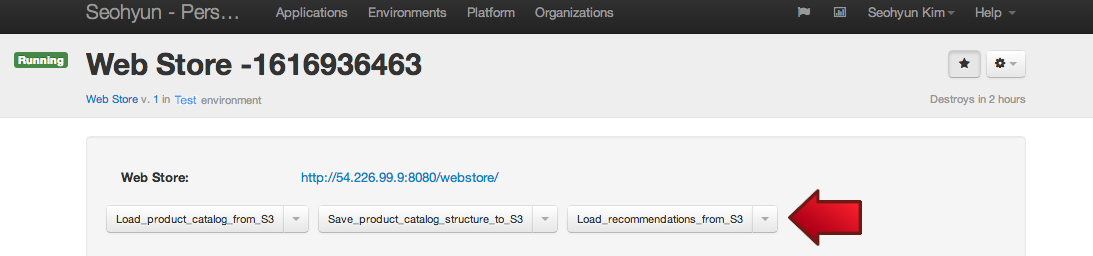 Seohyun - Pers... Applications Environments Platform Organizations Seohyun Kim Help
Running Web Store -1616936463
Web Store v. 1 in Test environment Destroys in 2 hours
Web Store: http://54.226.99.9:8080/webstore/
Load_product_catalog_from_S3 Save_product_catalog_structure_to_S3 Load_recommendations_from_S3